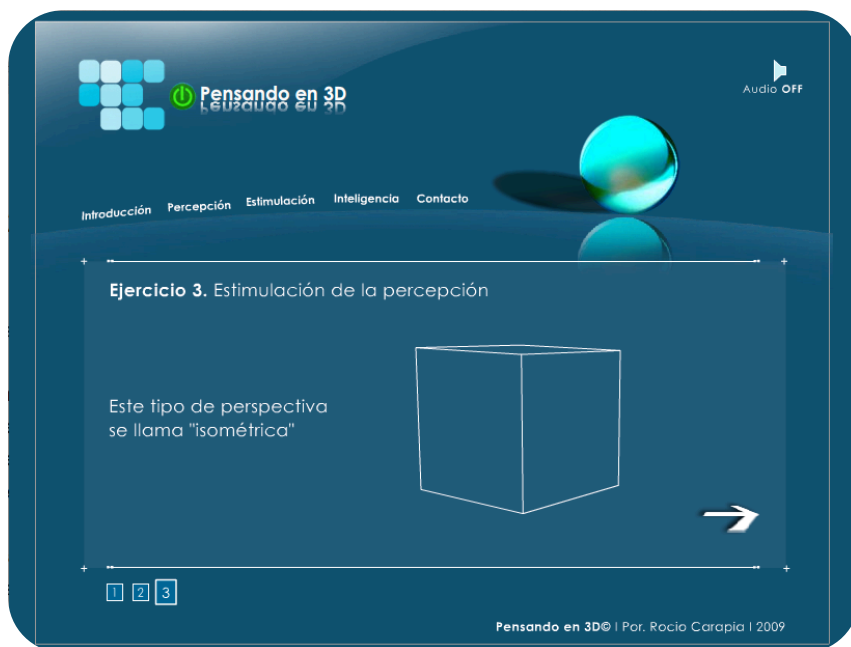 Pensando en 3D
Audio OFF
Introducción Percepción Estimulación Inteligencia Contacto
Ejercicio 3. Estimulación de la percepción
Este tipo de perspectiva
se llama "isométrica"
1 2 3
Pensando en 3D© | Por. Rocio Carapia | 2009